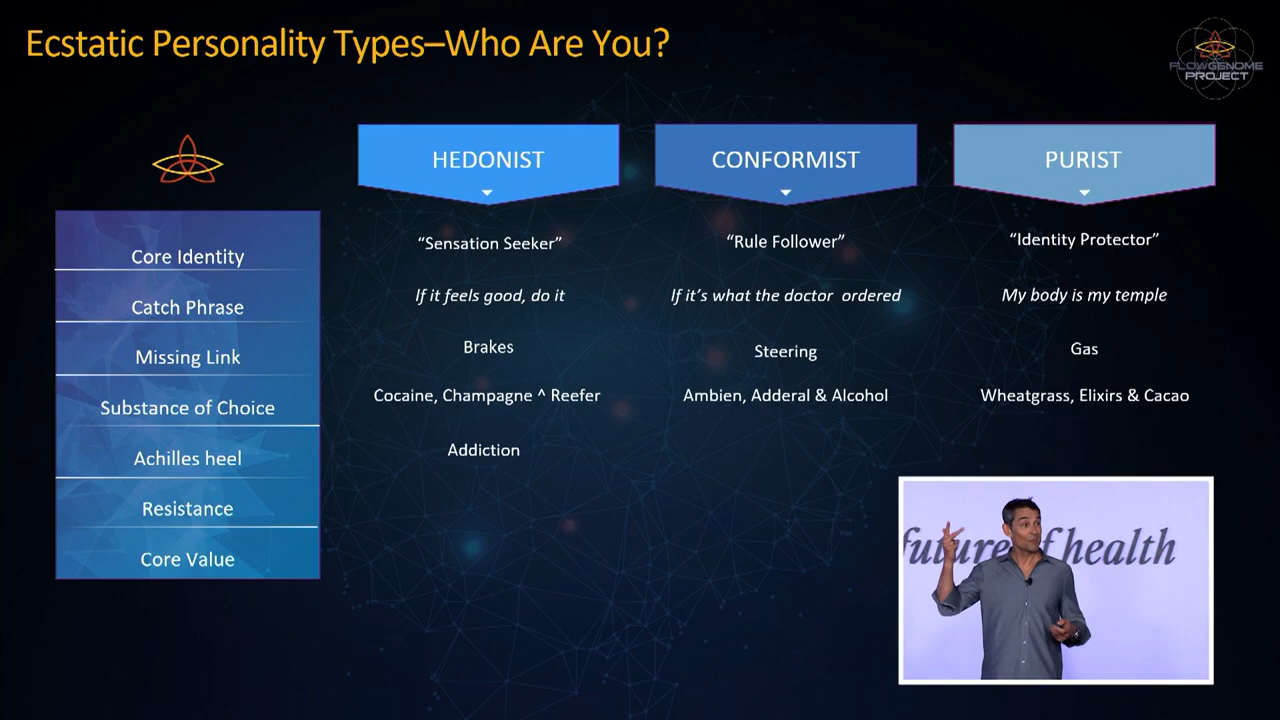 Ecstatic Personality Types–Who Are You?
FLOWGENOME
PROJECT
HEDONIST
CONFORMIST
PURIST
Core Identity
“Sensation Seeker”
“Rule Follower”
“Identity Protector”
Catch Phrase
If it feels good, do it
If it’s what the doctor ordered
My body is my temple
Missing Link
Brakes
Steering
Gas
Substance of Choice
Cocaine, Champagne ^ Reefer
Ambien, Adderal & Alcohol
Wheatgrass, Elixirs & Cacao
Achilles heel
Addiction
Resistance
Core Value
future of health